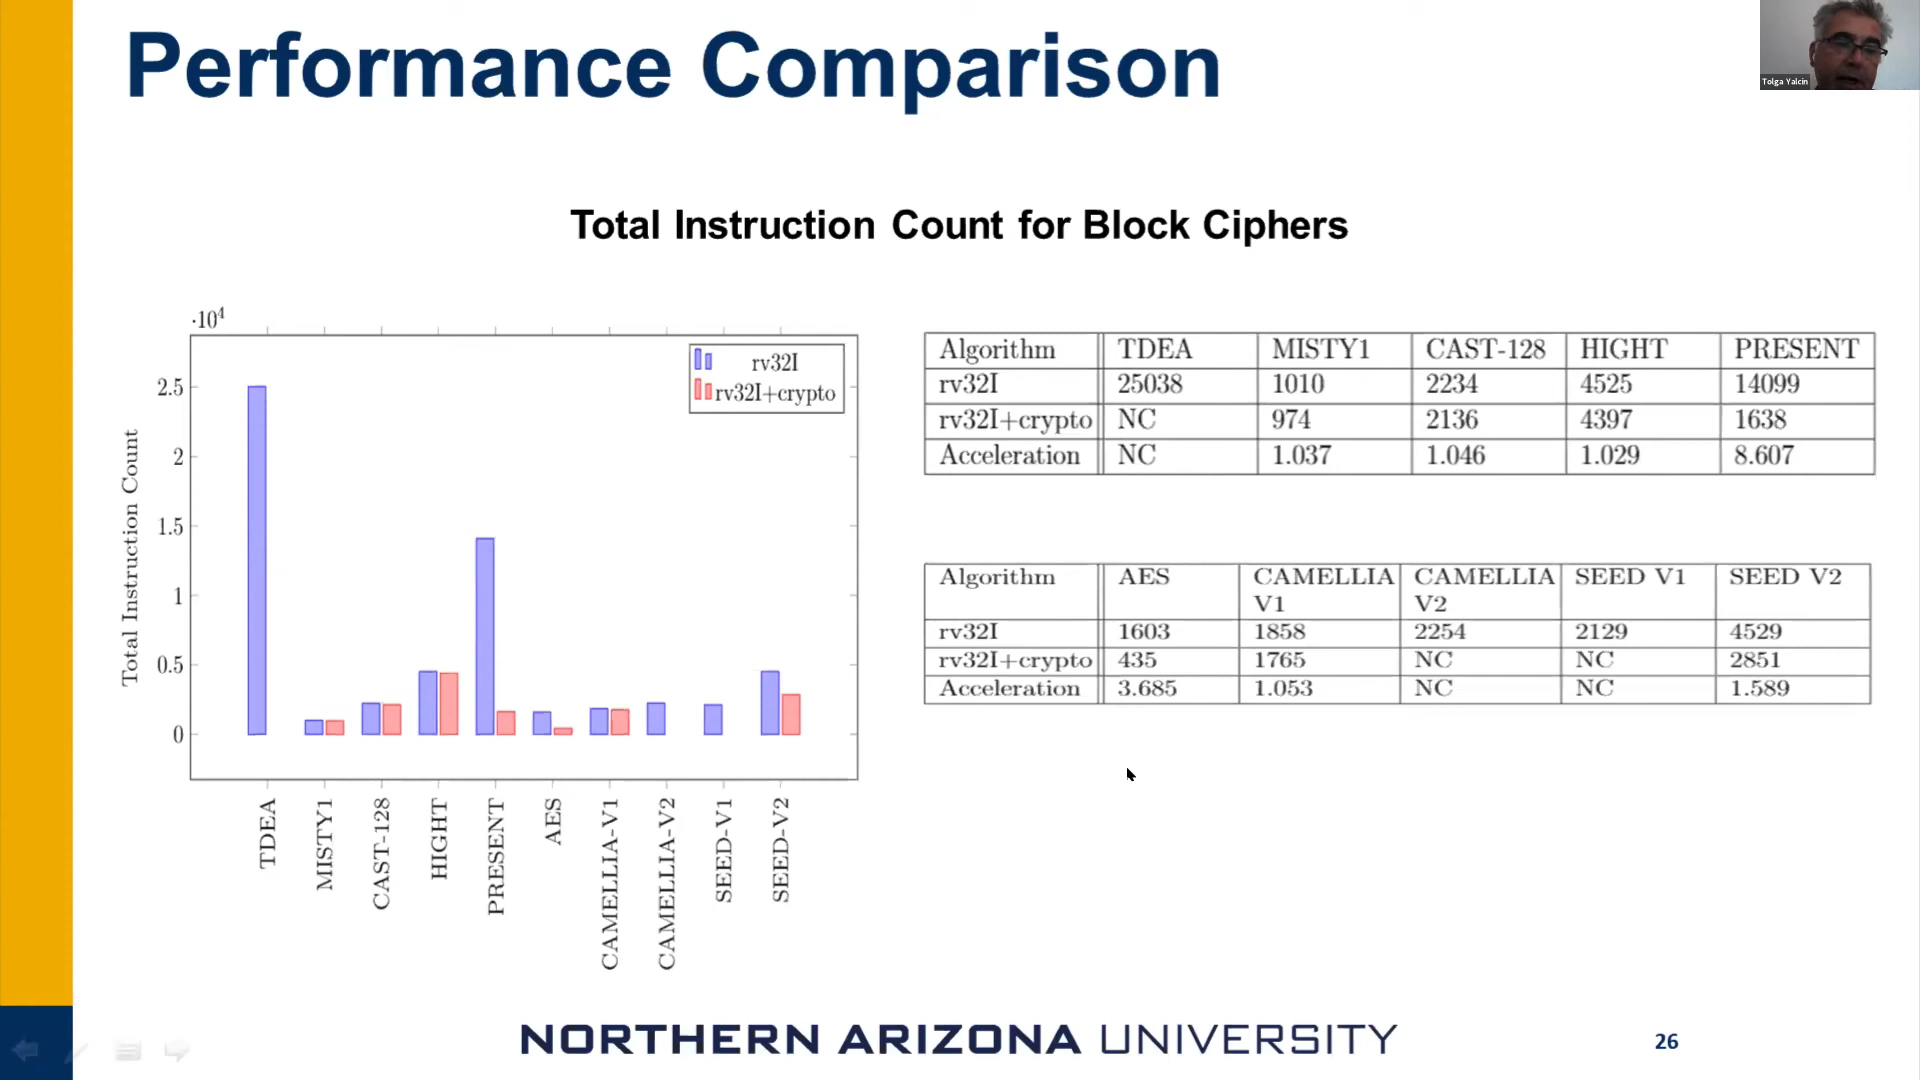 Performance Comparison
Tolga Yalcin
Total Instruction Count for Block Ciphers
·10⁴
rv32I
rv32I+crypto
2.5
2
1.5
1
0.5
0
Total Instruction Count
TDEA
MISTY1
CAST-128
HIGHT
PRESENT
AES
CAMELLIA-V1
CAMELLIA-V2
SEED-V1
SEED-V2
Algorithm TDEA MISTY1 CAST-128 HIGHT PRESENT
rv32I 25038 1010 2234 4525 14099
rv32I+crypto NC 974 2136 4397 1638
Acceleration NC 1.037 1.046 1.029 8.607
Algorithm AES CAMELLIA CAMELLIA SEED V1 SEED V2
V1 V2
rv32I 1603 1858 2254 2129 4529
rv32I+crypto 435 1765 NC NC 2851
Acceleration 3.685 1.053 NC NC 1.589
NORTHERN ARIZONA UNIVERSITY
26